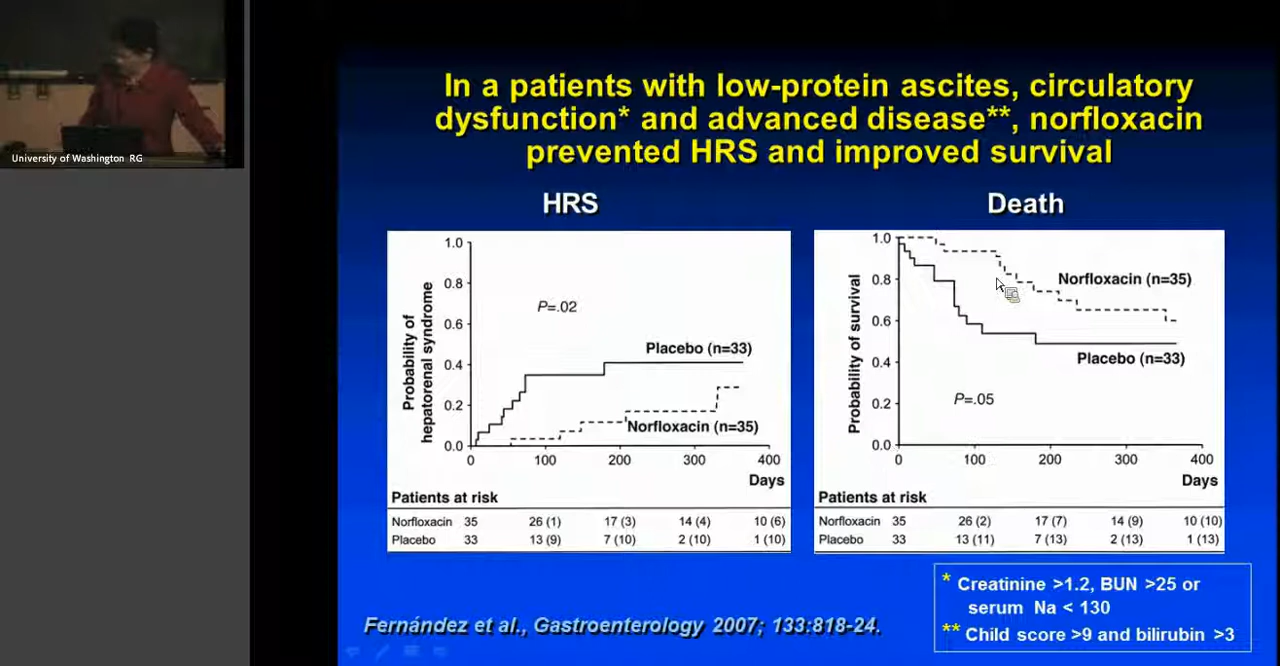 University of Washington RG
In a patients with low-protein ascites, circulatory
dysfunction* and advanced disease**, norfloxacin
prevented HRS and improved survival
HRS
Death
1.0
0.8
0.6
0.4
0.2
0.0
Probability of
hepatorenal syndrome
P=.02
Placebo (n=33)
Norfloxacin (n=35)
0 100 200 300 400
Days
Patients at risk
Norfloxacin 35 26 (1) 17 (3) 14 (4) 10 (6)
Placebo 33 13 (9) 7 (10) 2 (10) 1 (10)
1.0
0.8
0.6
0.4
0.2
0.0
Probability of survival
Norfloxacin (n=35)
Placebo (n=33)
P=.05
0 100 200 300 400
Days
Patients at risk
Norfloxacin 35 26 (2) 17 (7) 14 (9) 10 (10)
Placebo 33 13 (11) 7 (13) 2 (13) 1 (13)
* Creatinine >1.2, BUN >25 or
serum Na < 130
** Child score >9 and bilirubin >3
Fernández et al., Gastroenterology 2007; 133:818-24.